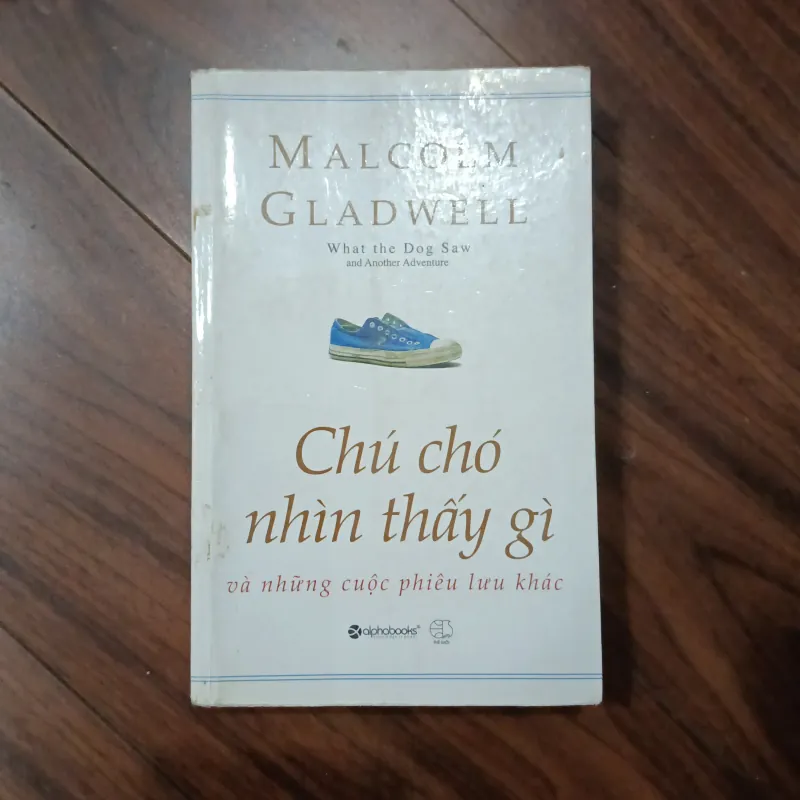 MALCOLM
GLADWELL
What the Dog Saw
and Another Adventure
Chú chó
nhìn thấy gì
và những cuộc phiêu lưu khác
alphabooks®